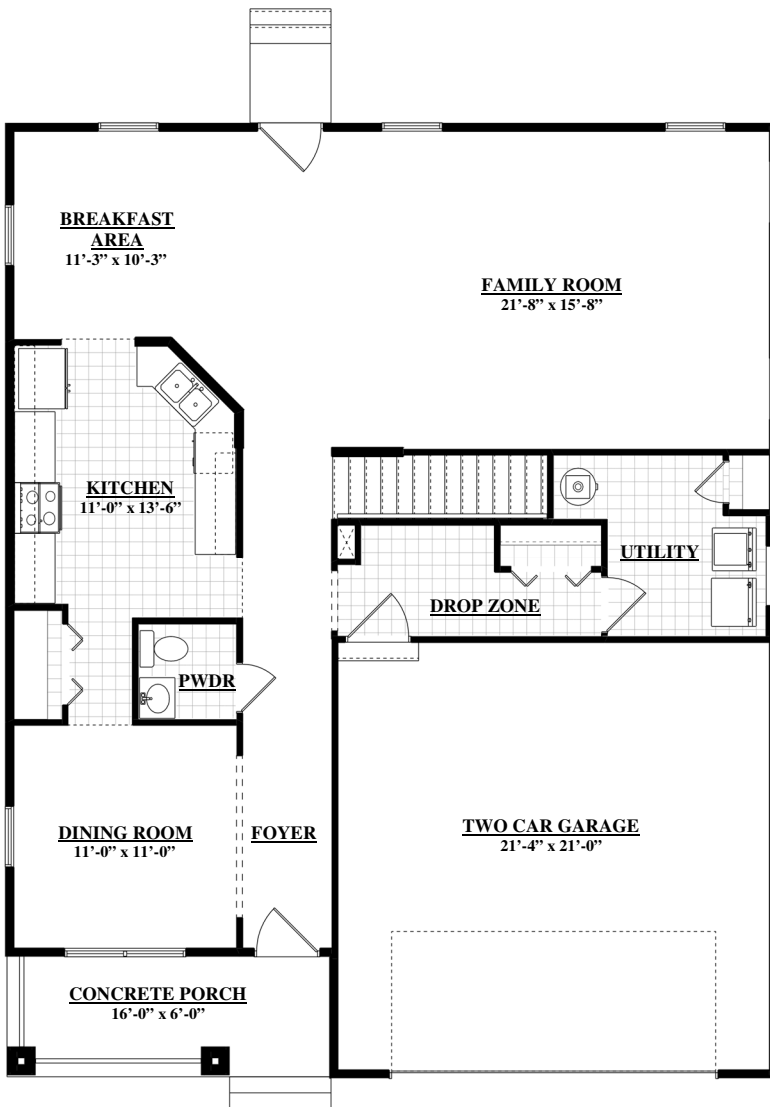 BREAKFAST
AREA
11’-3” x 10’-3”
FAMILY ROOM
21’-8” x 15’-8”
KITCHEN
11’-0” x 13’-6”
UTILITY
DROP ZONE
PWDR
DINING ROOM
11’-0” x 11’-0”
FOYER
TWO CAR GARAGE
21’-4” x 21’-0”
CONCRETE PORCH
16’-0” x 6’-0”